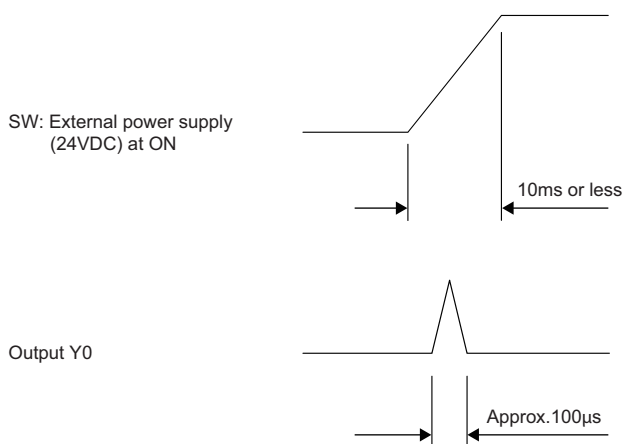 SW: External power supply
(24VDC) at ON
10ms or less
Output Y0
Approx.100µs